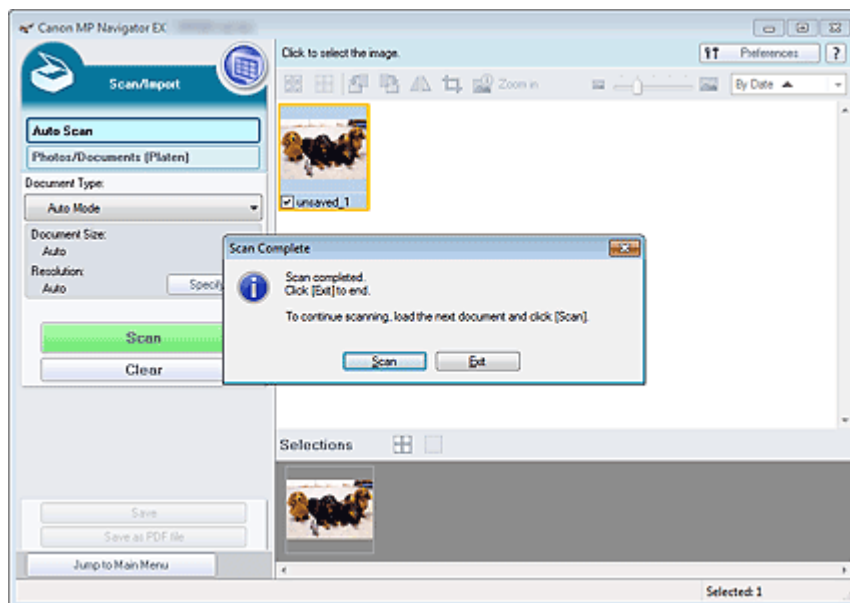 Canon MP Navigator EX
Scan/Import
Click to select the image.
Preferences
?
Zoom in
By Date
Auto Scan
Photos/Documents (Platen)
Document Type:
Auto Mode
Document Size:
Auto
Resolution:
Auto
Specify
Scan
Clear
unsaved_1
Scan Complete
Scan completed.
Click [Exit] to end.
To continue scanning, load the next document and click [Scan].
Scan
Exit
Selections
Save
Save as PDF file
Jump to Main Menu
Selected: 1